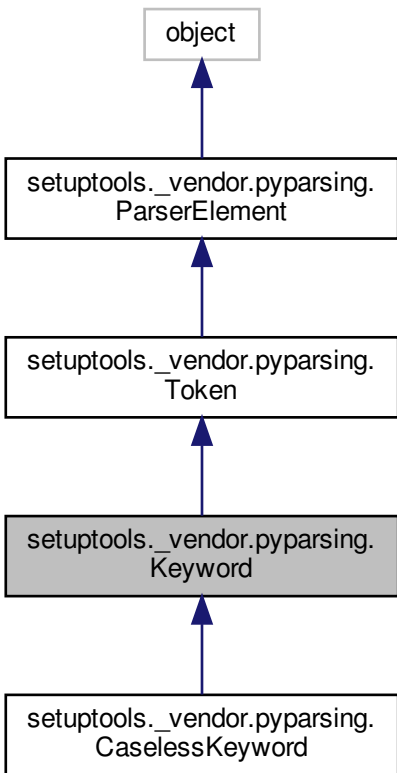 object
setuptools._vendor.pyparsing.
ParserElement
setuptools._vendor.pyparsing.
Token
setuptools._vendor.pyparsing.
Keyword
setuptools._vendor.pyparsing.
CaselessKeyword